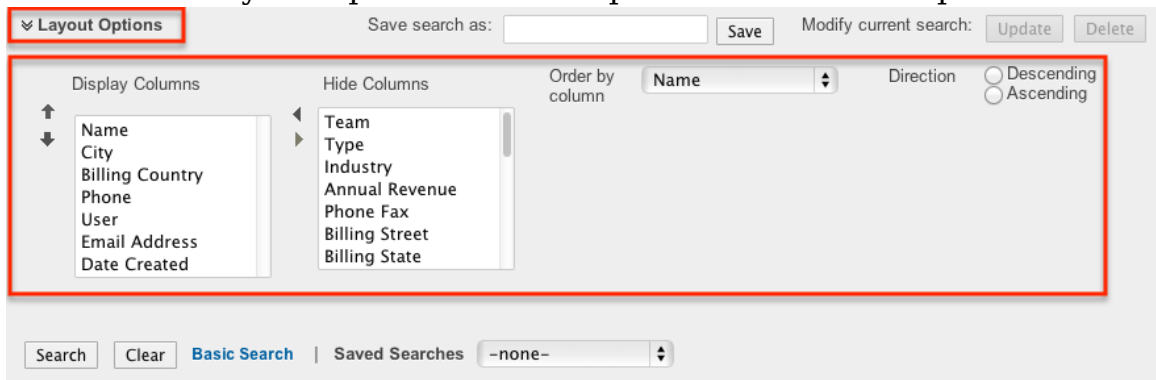 Layout Options Save search as: Save Modify current search: Update Delete
Display Columns Hide Columns Order by column Name Direction Descending
Ascending
Name
City
Billing Country
Phone
User
Email Address
Date Created
Team
Type
Industry
Annual Revenue
Phone Fax
Billing Street
Billing State
Search Clear Basic Search | Saved Searches -none-